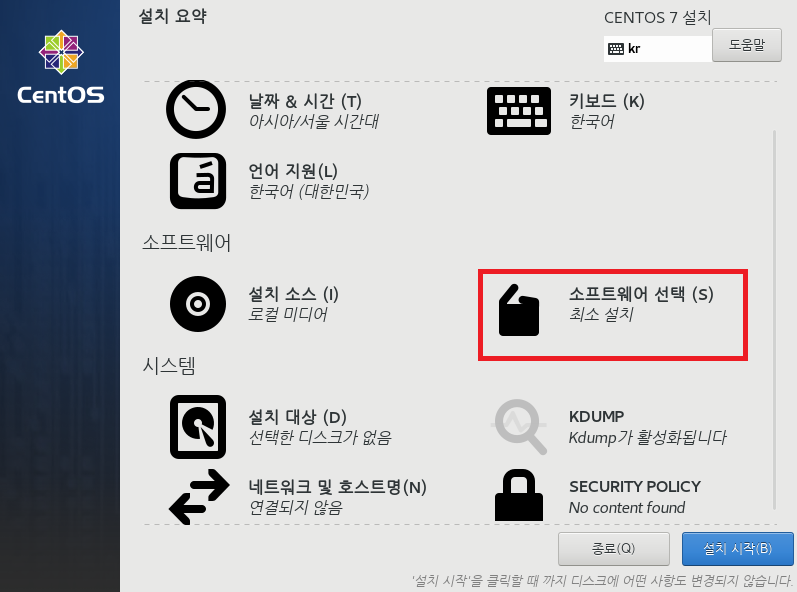 설치 요약
CENTOS 7 설치
kr
도움말
CentOS
날짜 & 시간 (T)
아시아/서울 시간대
키보드 (K)
한국어
언어 지원(L)
한국어 (대한민국)
소프트웨어
설치 소스 (I)
로컬 미디어
소프트웨어 선택 (S)
최소 설치
시스템
설치 대상 (D)
선택한 디스크가 없음
KDUMP
Kdump가 활성화됩니다
네트워크 및 호스트명(N)
연결되지 않음
SECURITY POLICY
No content found
종료(Q)
설치 시작(B)
'설치 시작'을 클릭할 때 까지 디스크에 어떤 사항도 변경되지 않습니다.